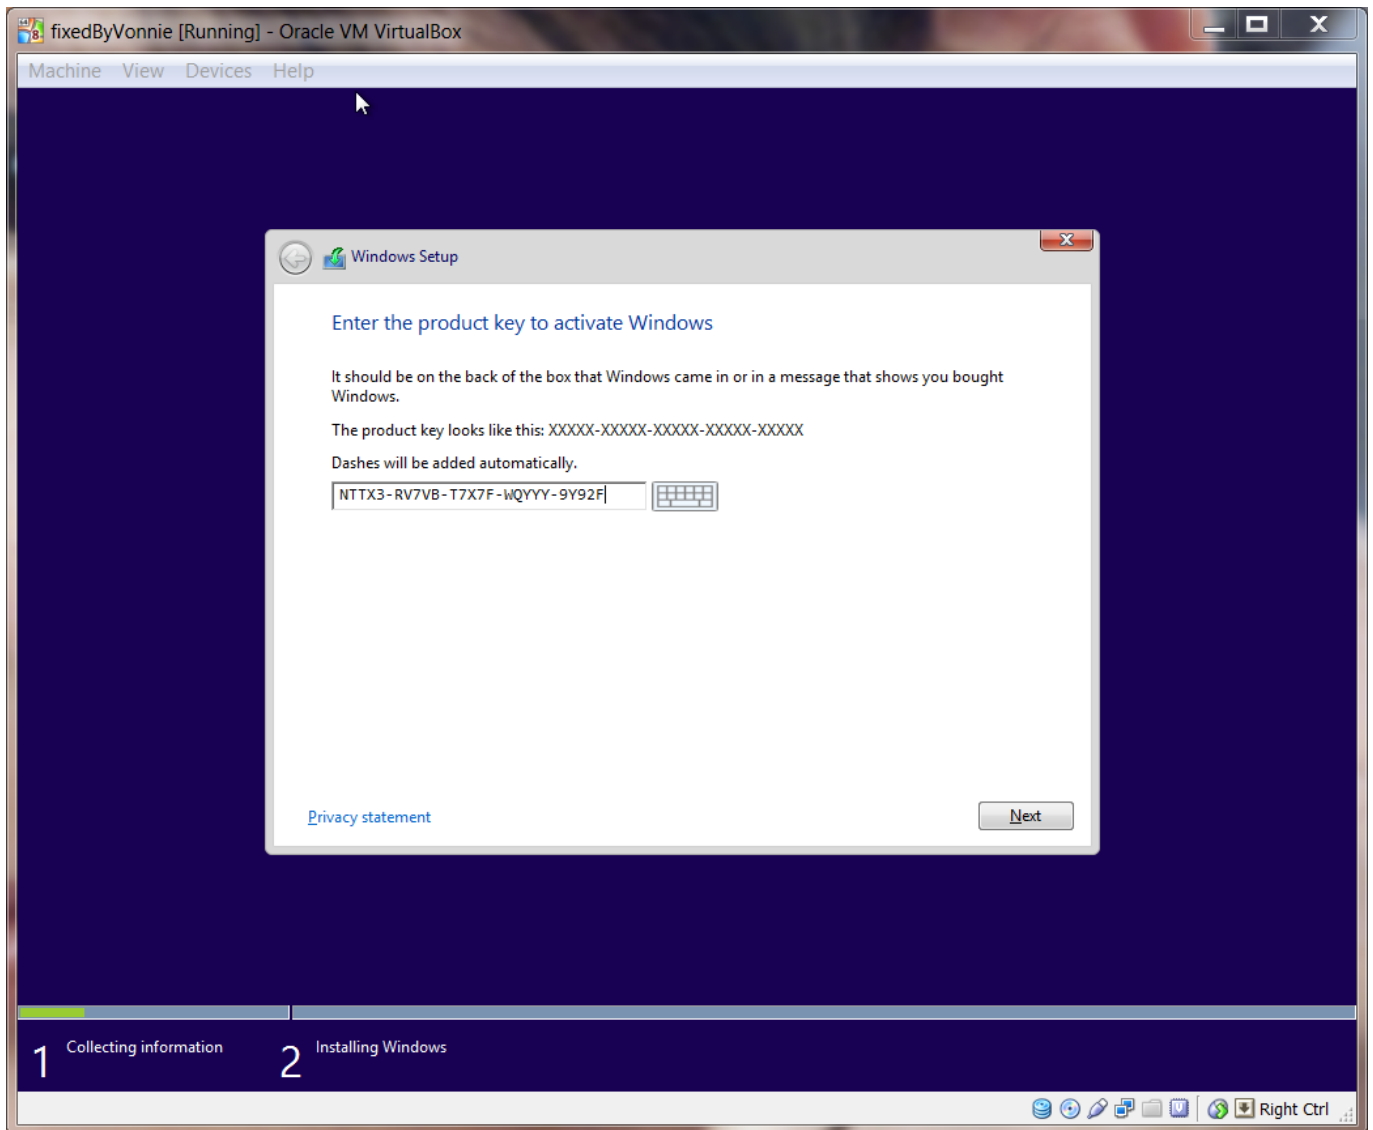 fixedByVonnie [Running] - Oracle VM VirtualBox
Machine View Devices Help
Windows Setup
Enter the product key to activate Windows
It should be on the back of the box that Windows came in or in a message that shows you bought
Windows.
The product key looks like this: XXXXX-XXXXX-XXXXX-XXXXX-XXXXX
Dashes will be added automatically.
NTTX3-RV7VB-T7X7F-WQYYY-9Y92F
Privacy statement
Next
1 Collecting information 2 Installing Windows
Right Ctrl